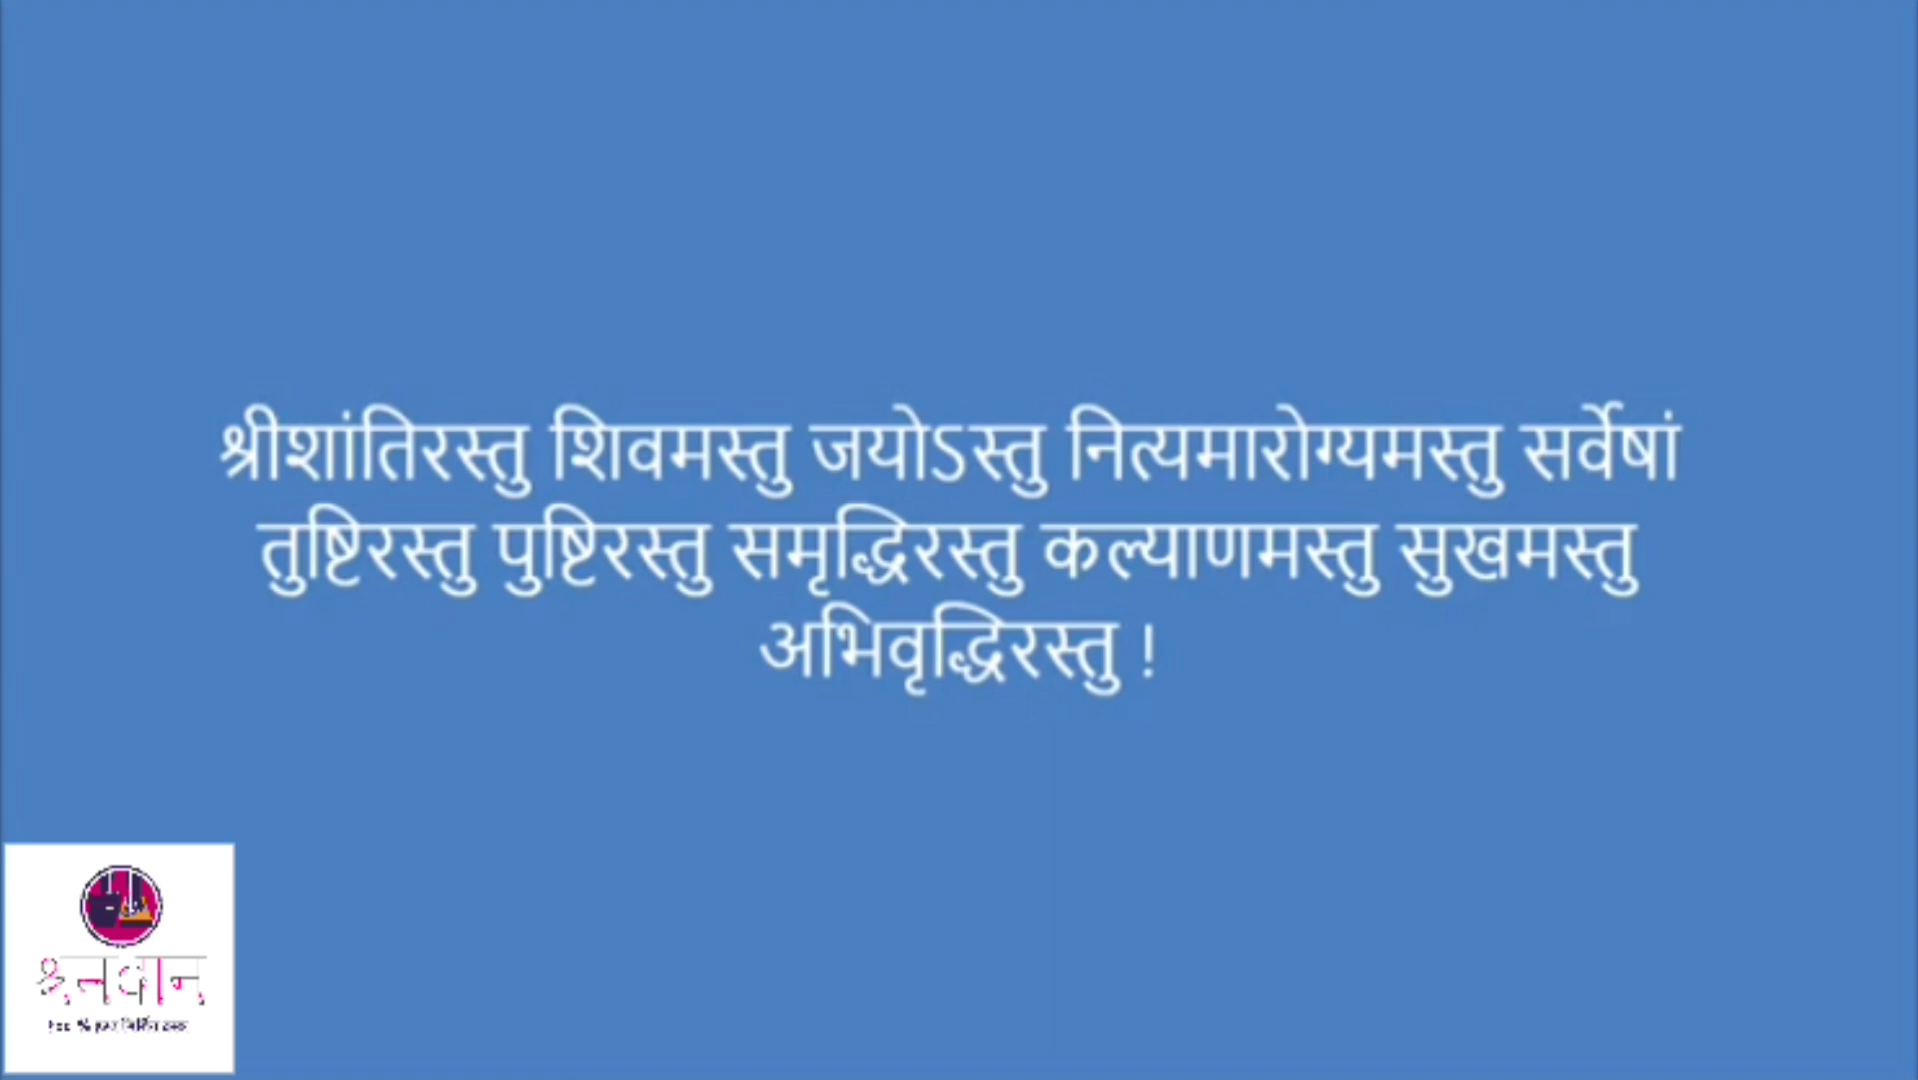 श्रीशांतिरस्तु शिवमस्तु जयोऽस्तु नित्यमारोग्यमस्तु सर्वेषां
तुष्टिरस्तु पुष्टिरस्तु समृद्धिरस्तु कल्याणमस्तु सुखमस्तु
अभिवृद्धिरस्तु !